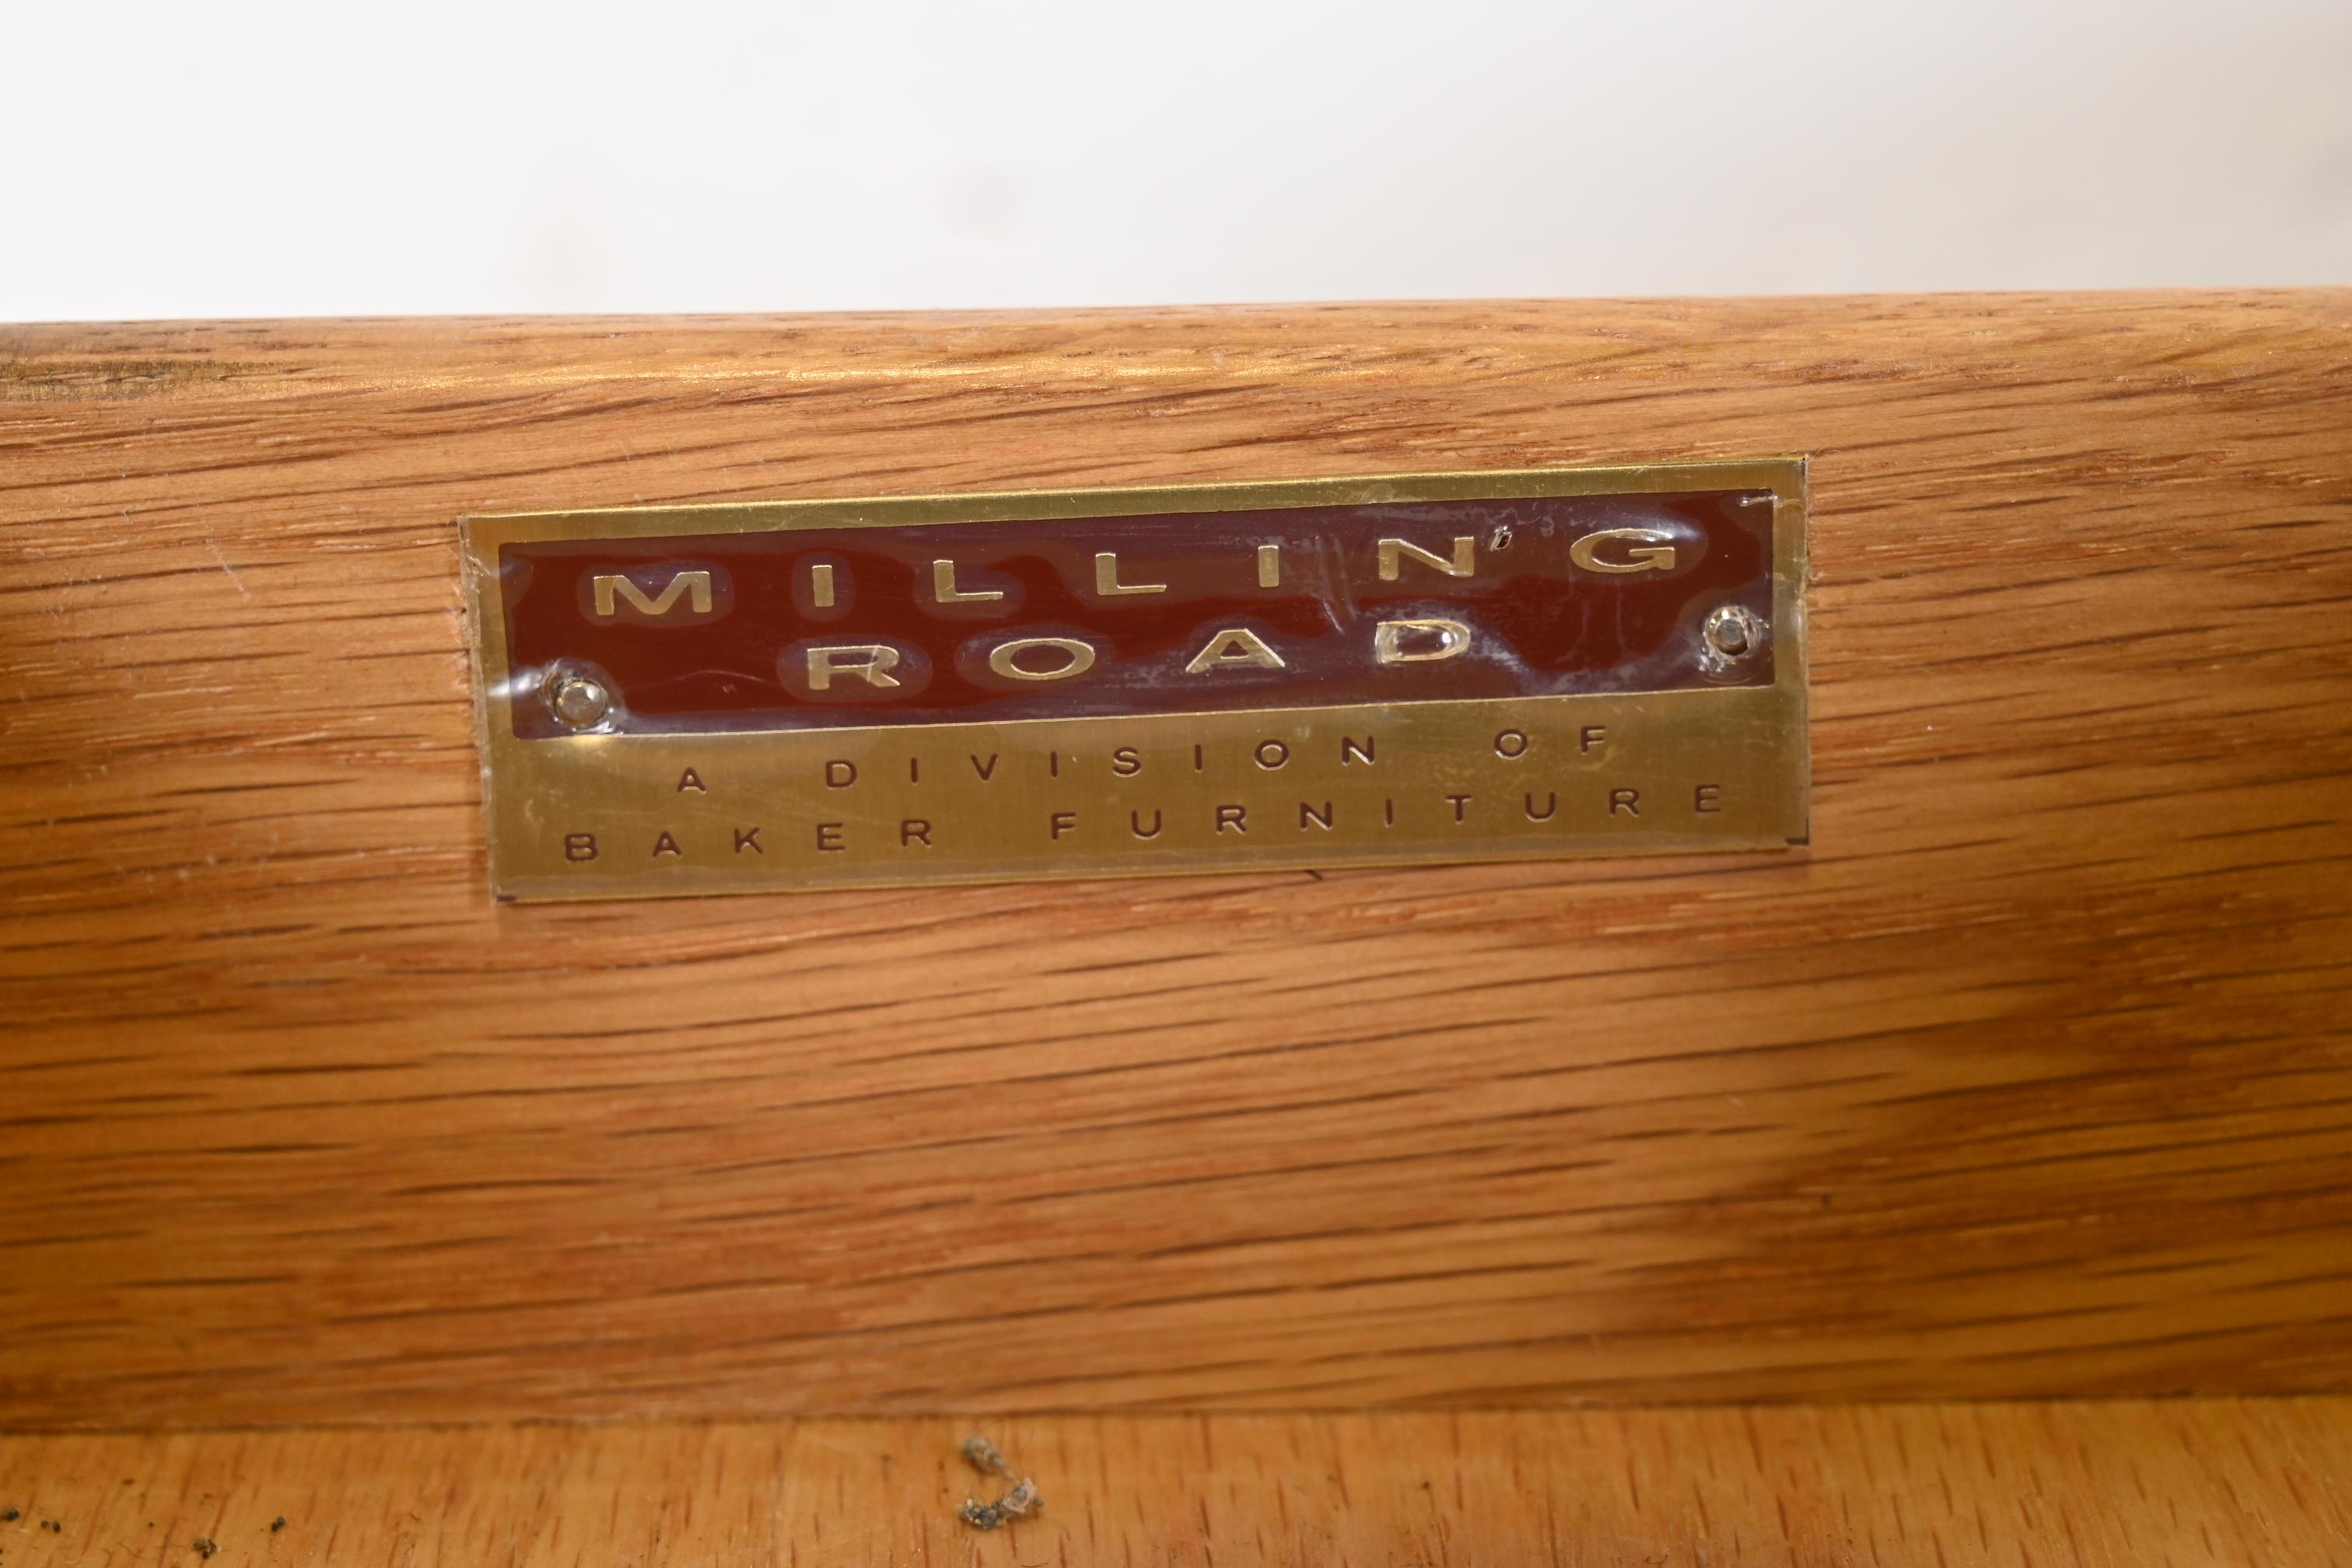 MILLING
ROAD
A DIVISION OF
BAKER FURNITURE